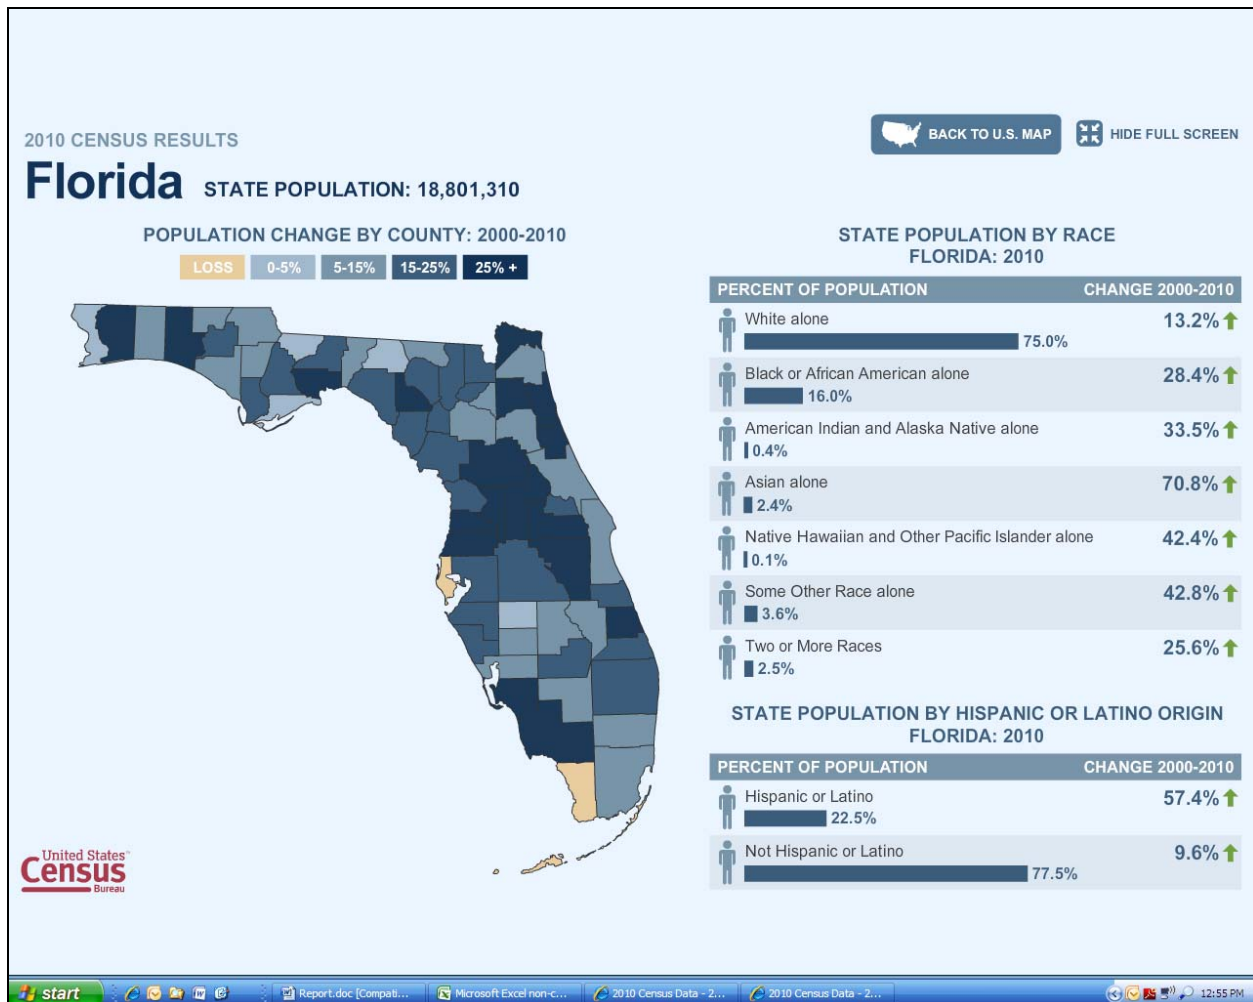 2010 CENSUS RESULTS
BACK TO U.S. MAP
HIDE FULL SCREEN
Florida STATE POPULATION: 18,801,310
POPULATION CHANGE BY COUNTY: 2000-2010
LOSS 0-5% 5-15% 15-25% 25% +
STATE POPULATION BY RACE
FLORIDA: 2010
PERCENT OF POPULATION CHANGE 2000-2010
White alone 13.2%
75.0%
Black or African American alone 28.4%
16.0%
American Indian and Alaska Native alone 33.5%
0.4%
Asian alone 70.8%
2.4%
Native Hawaiian and Other Pacific Islander alone 42.4%
0.1%
Some Other Race alone 42.8%
3.6%
Two or More Races 25.6%
2.5%
STATE POPULATION BY HISPANIC OR LATINO ORIGIN
FLORIDA: 2010
PERCENT OF POPULATION CHANGE 2000-2010
Hispanic or Latino 57.4%
22.5%
Not Hispanic or Latino 9.6%
77.5%
United States™
Census
Bureau
start
Report.doc [Compati...
Microsoft Excel non-c...
2010 Census Data - 2...
2010 Census Data - 2...
12:55 PM